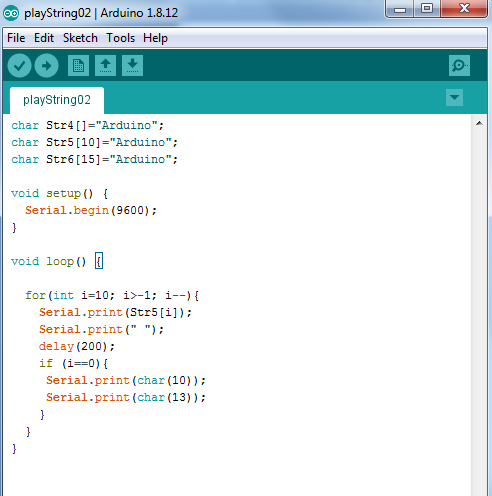 playString02 | Arduino 1.8.12
File Edit Sketch Tools Help
playString02
char Str4[]="Arduino";
char Str5[10]="Arduino";
char Str6[15]="Arduino";
void setup() {
  Serial.begin(9600);
}
void loop() {
  for(int i=10; i>-1; i--){
    Serial.print(Str5[i]);
    Serial.print(" ");
    delay(200);
    if (i==0){
     Serial.print(char(10));
     Serial.print(char(13));
    }
  }
}